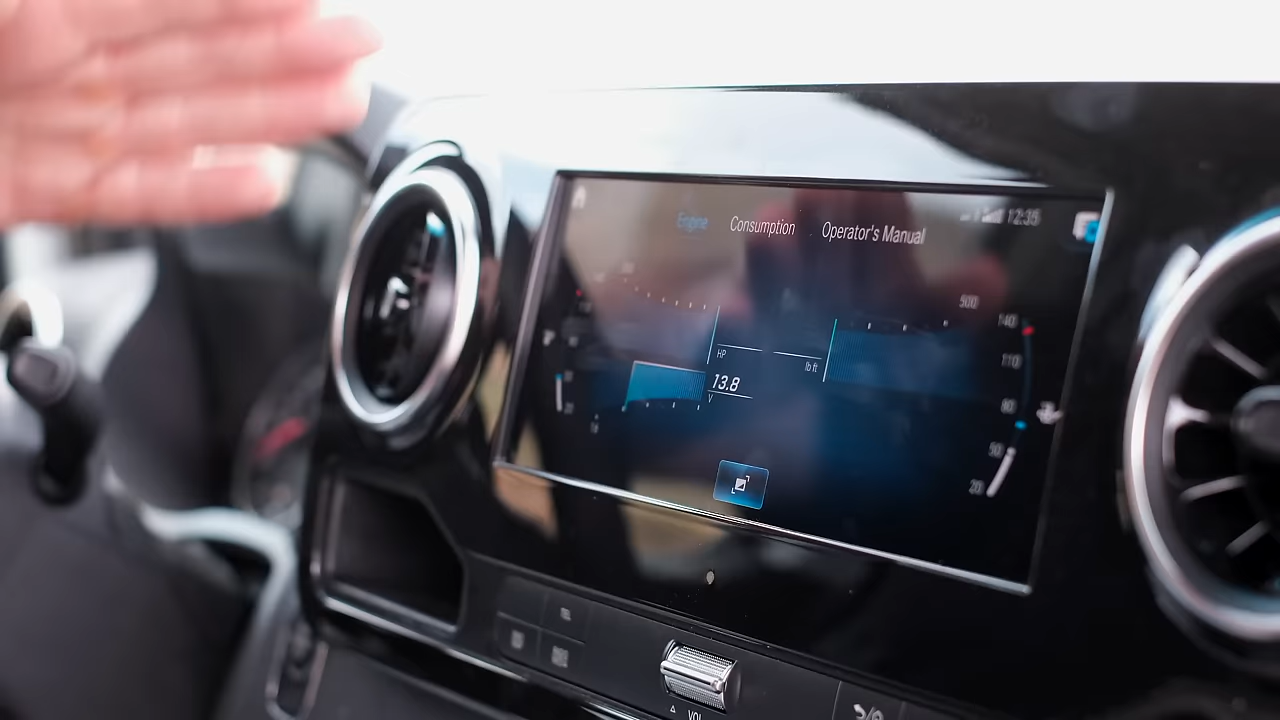 Engine Consumption Operator's Manual 12:35
500
140
110
HP
lb ft
13.8
V
80
50
20
VOL